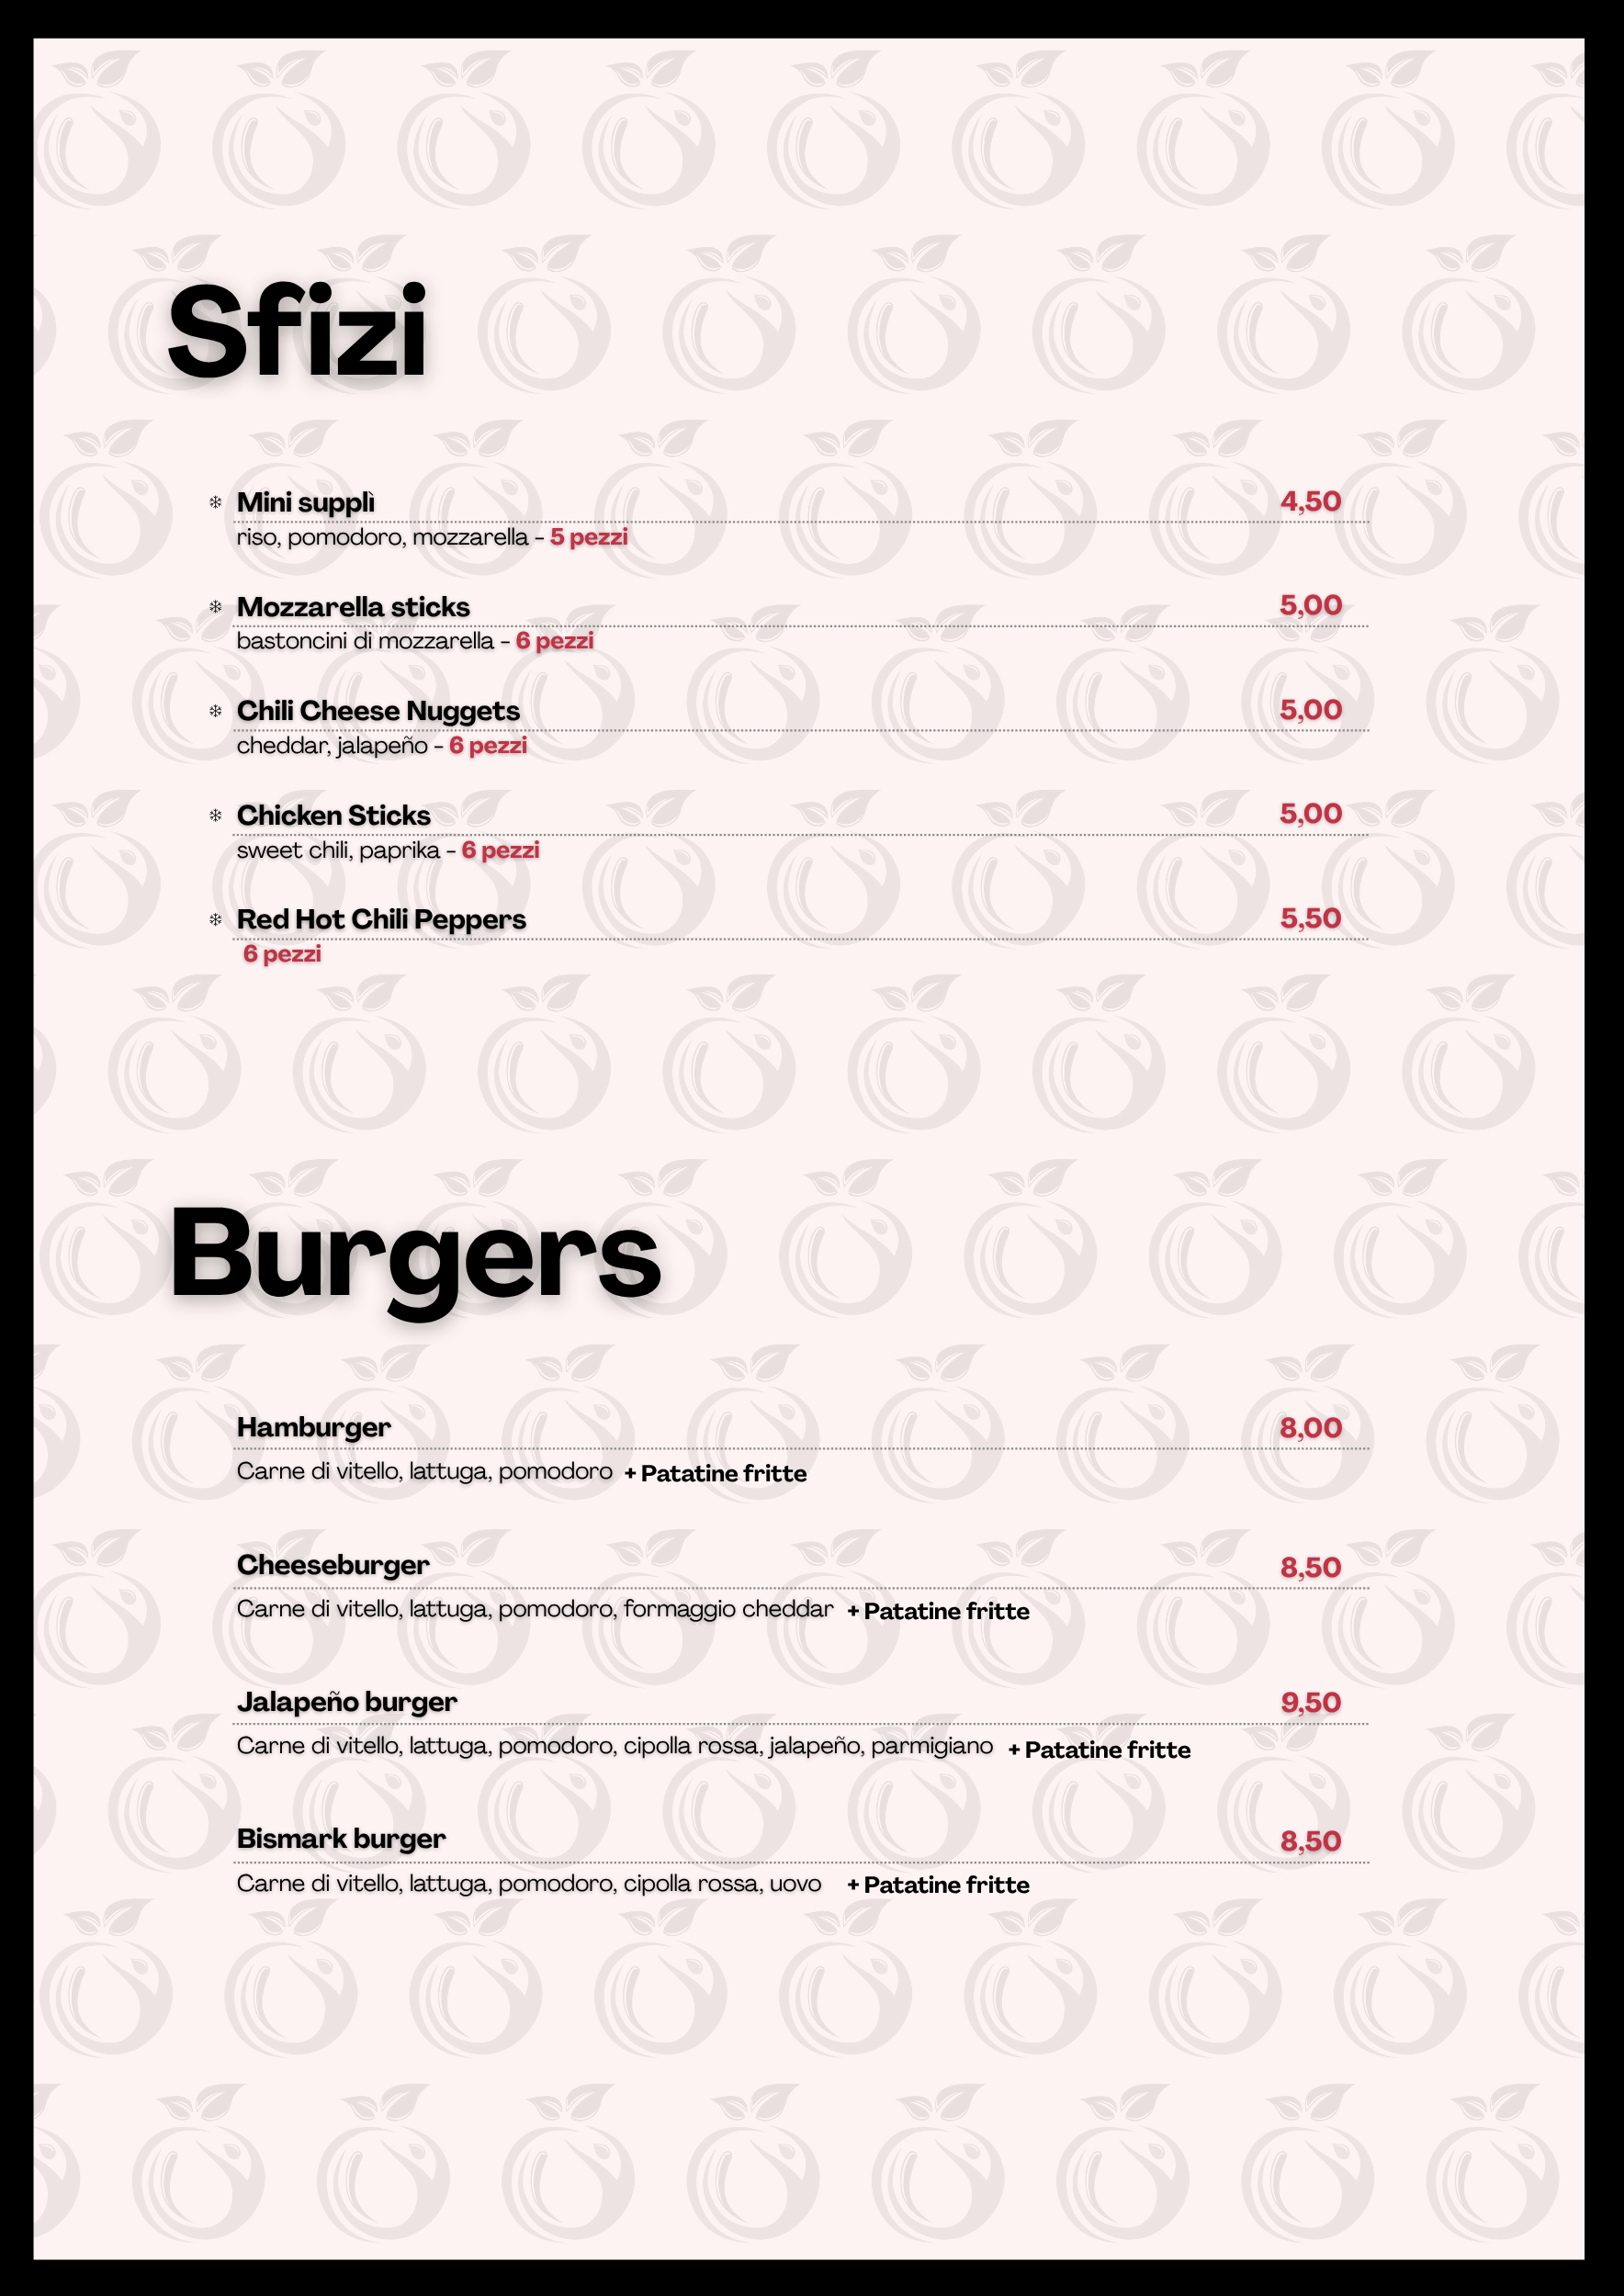 Sfizi
❄ Mini supplì 4,50
riso, pomodoro, mozzarella - 5 pezzi
❄ Mozzarella sticks 5,00
bastoncini di mozzarella - 6 pezzi
❄ Chili Cheese Nuggets 5,00
cheddar, jalapeño - 6 pezzi
❄ Chicken Sticks 5,00
sweet chili, paprika - 6 pezzi
❄ Red Hot Chili Peppers 5,50
6 pezzi
Burgers
Hamburger 8,00
Carne di vitello, lattuga, pomodoro + Patatine fritte
Cheeseburger 8,50
Carne di vitello, lattuga, pomodoro, formaggio cheddar + Patatine fritte
Jalapeño burger 9,50
Carne di vitello, lattuga, pomodoro, cipolla rossa, jalapeño, parmigiano + Patatine fritte
Bismark burger 8,50
Carne di vitello, lattuga, pomodoro, cipolla rossa, uovo + Patatine fritte